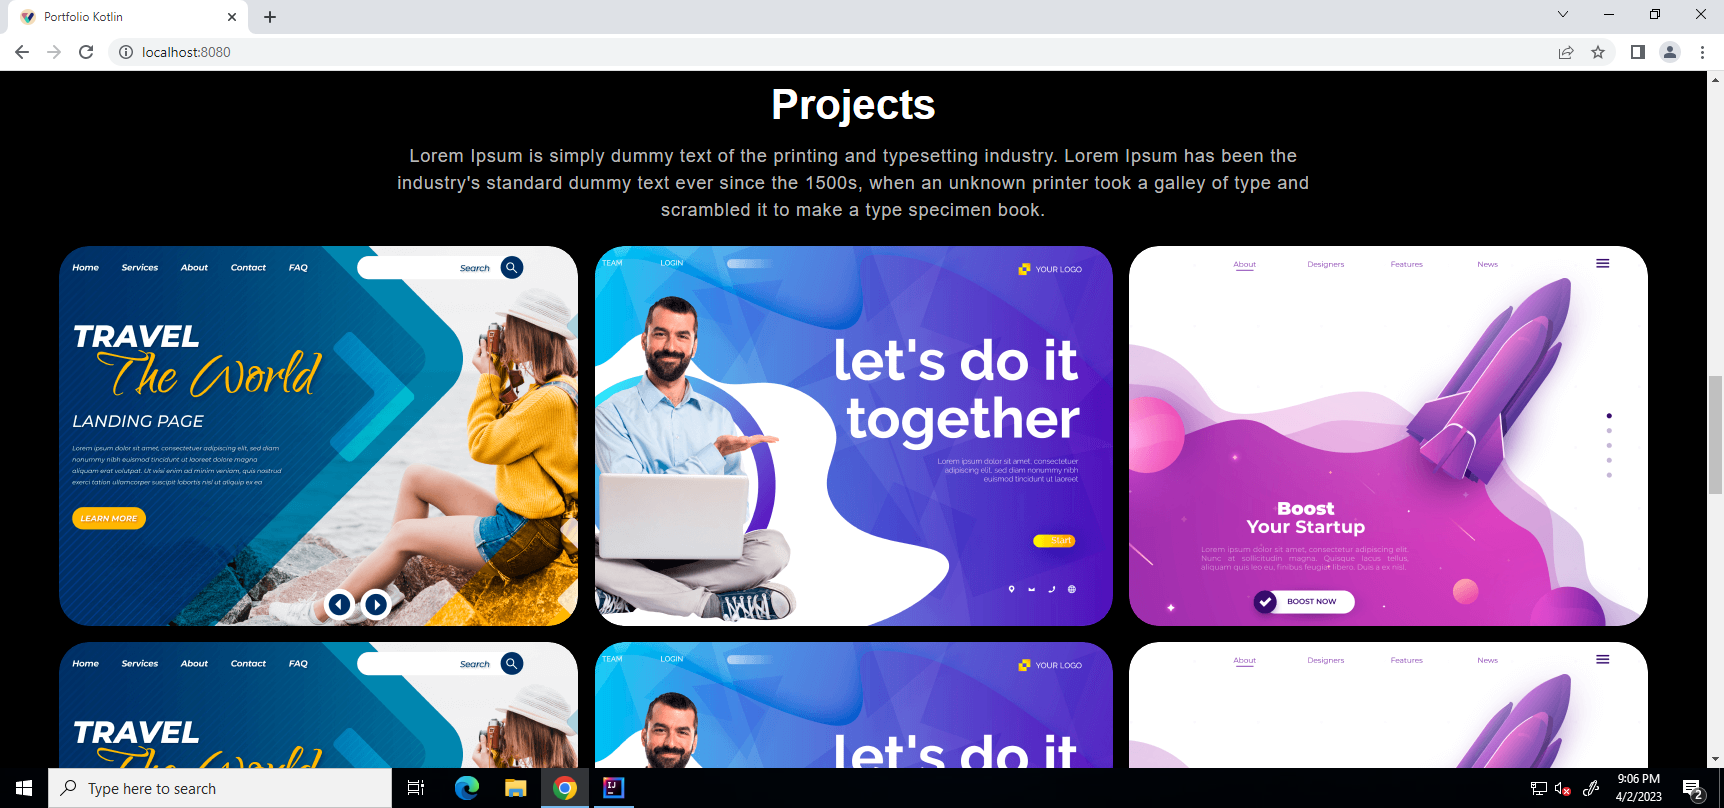 Portfolio Kotlin
localhost:8080
Projects
Lorem Ipsum is simply dummy text of the printing and typesetting industry. Lorem Ipsum has been the
industry's standard dummy text ever since the 1500s, when an unknown printer took a galley of type and
scrambled it to make a type specimen book.
Home Services About Contact FAQ Search
TRAVEL
The World
LANDING PAGE
Lorem ipsum dolor sit amet, consectetuer adipiscing elit, sed diam
nonummy nibh euismod tincidunt ut laoreet dolore magna
aliquam erat volutpat. Ut wisi enim ad minim veniam, quis nostrud
exerci tation ullamcorper suscipit lobortis nisl ut aliquip ex ea
LEARN MORE
TEAM LOGIN YOUR LOGO
let's do it
together
Lorem ipsum dolor sit amet, consectetuer
adipiscing elit, sed diam nonummy nibh
euismod tincidunt ut laoreet
Start
About Designers Features News
Boost
Your Startup
Lorem ipsum dolor sit amet, consectetur adipiscing elit.
Nunc at sollicitudin magna. Quisque lacus tellus,
aliquam quis leo eu, finibus feugiat libero. Duis a ex nisl.
BOOST NOW
Home Services About Contact FAQ Search
TRAVEL
The World
TEAM LOGIN YOUR LOGO
let's do it
About Designers Features News
Type here to search
IJ
9:06 PM
4/2/2023
2